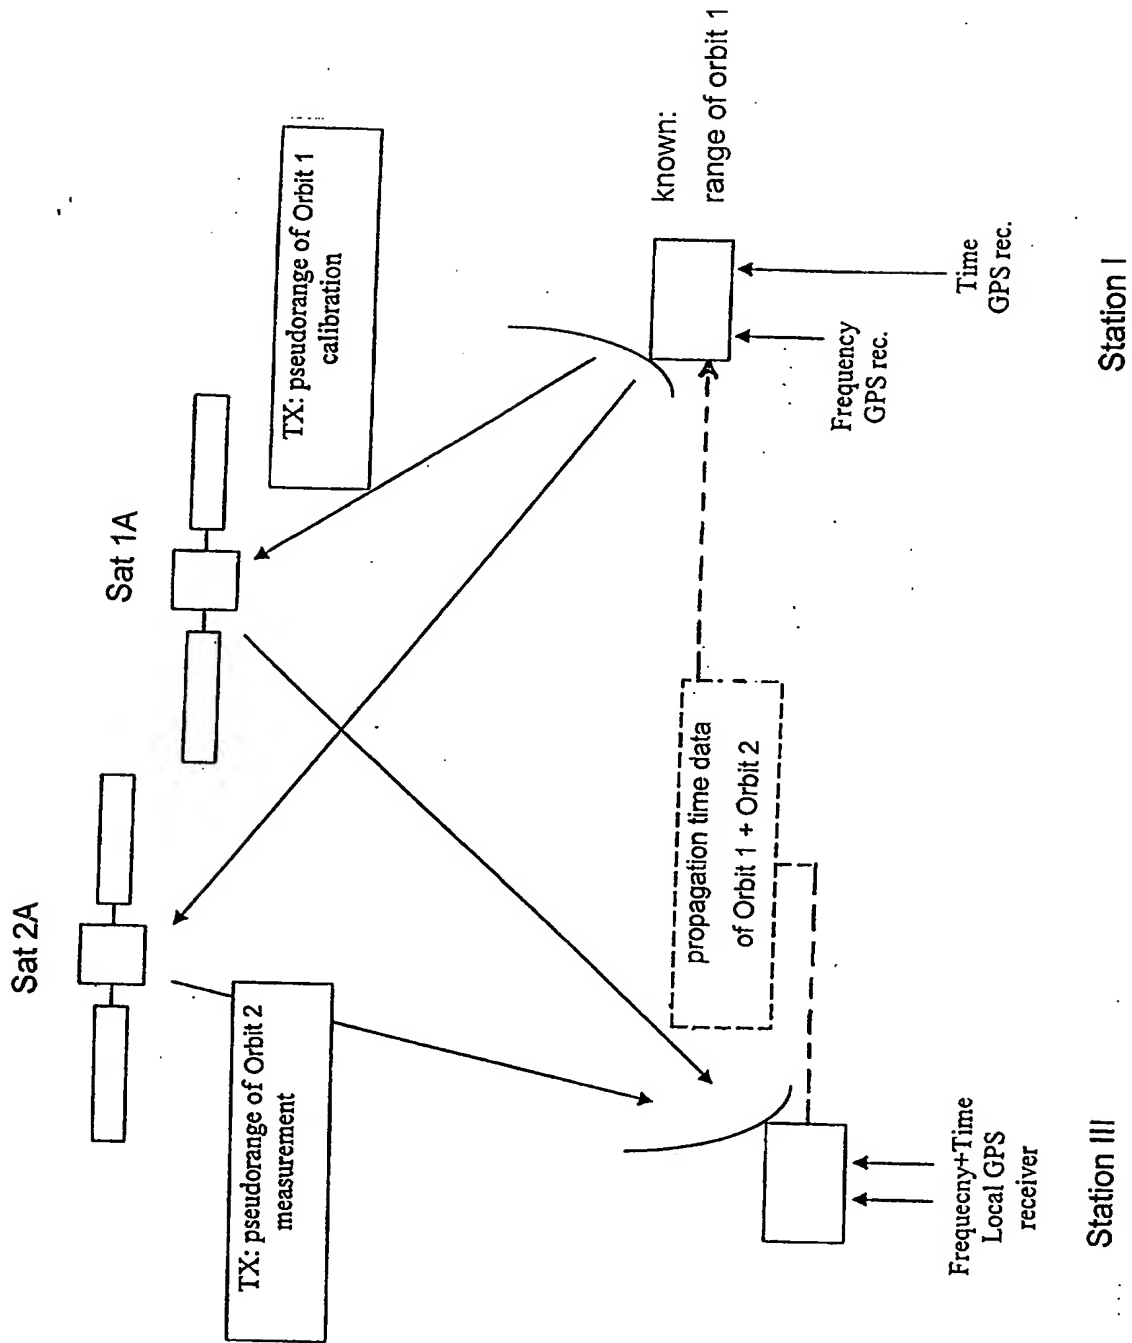 Sat 2A
Sat 1A
TX: pseudorange of Orbit 1
calibration
TX: pseudorange of Orbit 2
measurement
propagation time data
of Orbit 1 + Orbit 2
known:
range of orbit 1
Frequecny+Time
Local GPS
receiver
Frequency
GPS rec.
Time
GPS rec.
Station III
Station I